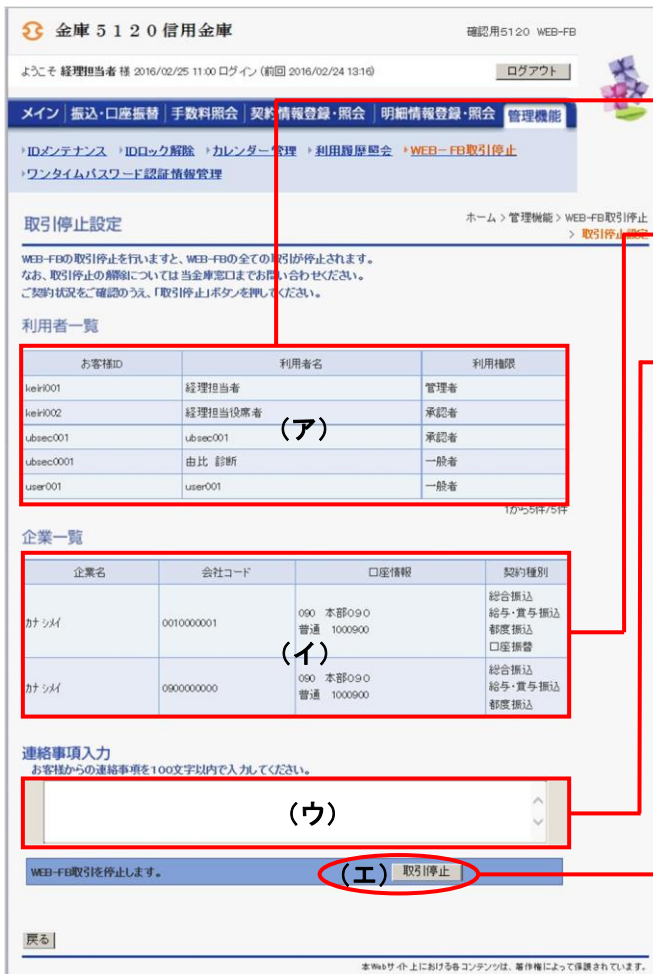 金庫5120信用金庫
確認用5120 WEB-FB
ようこそ 経理担当者 様 2016/02/25 11:00 ログイン (前回 2016/02/24 13:16)
ログアウト
メイン 振込・口座振替 手数料照会 契約情報登録・照会 明細情報登録・照会 管理機能
IDメンテナンス IDロック解除 カレンダー管理 利用履歴照会 WEB-FB取引停止
ワンタイムパスワード認証情報管理
取引停止設定
ホーム > 管理機能 > WEB-FB取引停止
> 取引停止設定
WEB-FBの取引停止を行いますと、WEB-FBの全ての取引が停止されます。
なお、取引停止の解除については当金庫窓口までお問い合わせください。
ご契約状況をご確認のうえ、「取引停止」ボタンを押してください。
利用者一覧
お客様ID 利用者名 利用権限
keiri001 経理担当者 管理者
keiri002 経理担当役席者 承認者
(ア)
ubsec001 ubsec001 承認者
ubsec0001 由比 診断 一般者
user001 user001 一般者
1から5件/5件
企業一覧
企業名 会社コード 口座情報 契約種別
カナ シメイ 0010000001 090 本部090 普通 1000900 総合振込 給与・賞与振込 都度振込 口座振替
(イ)
カナ シメイ 0900000000 090 本部090 普通 1000900 総合振込 給与・賞与振込 都度振込
連絡事項入力
お客様からの連絡事項を100文字以内で入力してください。
(ウ)
WEB-FB取引を停止します。 (エ) 取引停止
戻る
本Webサイト上における各コンテンツは、著作権によって保護されています。